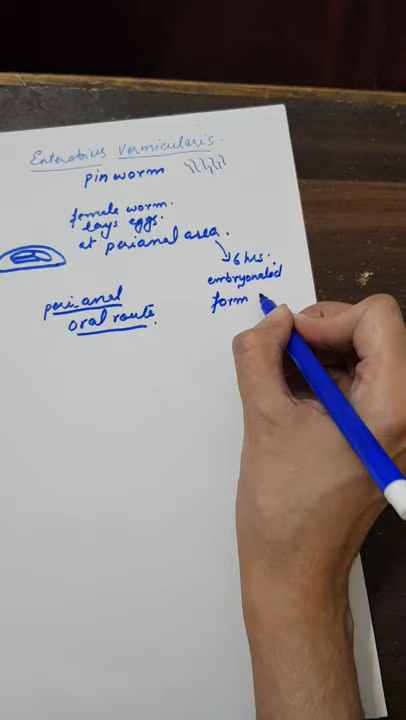 Enterobius Vermicularis.
pinworm
female worm.
lays eggs.
at perianal area.
6 hrs.
embryonated
form
peri anal
oral route.